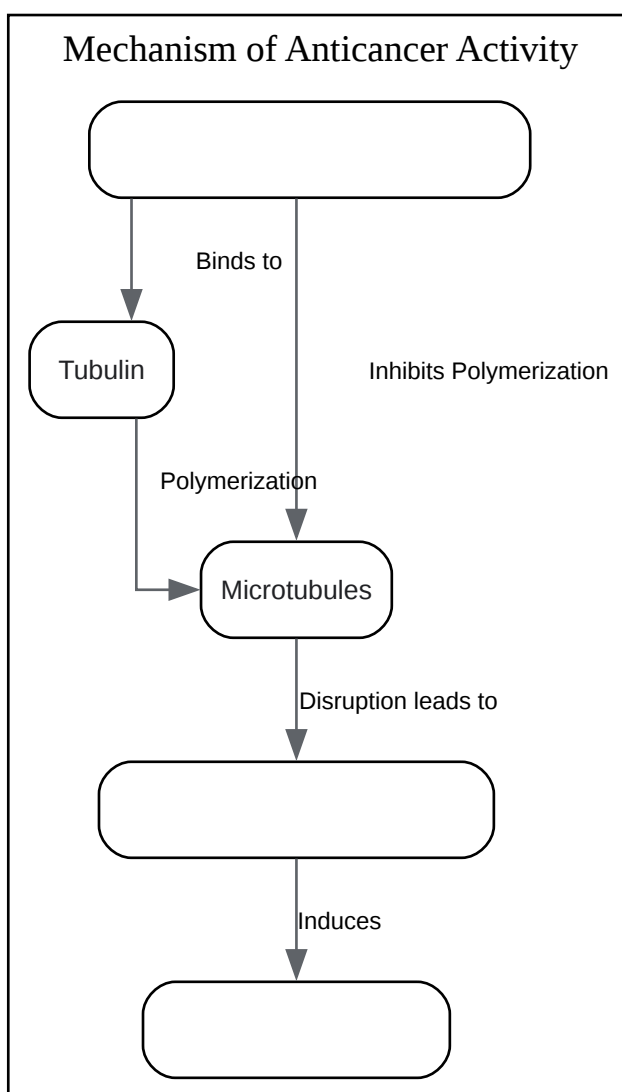 Mechanism of Anticancer Activity
Binds to
Tubulin
Inhibits Polymerization
Polymerization
Microtubules
Disruption leads to
Induces